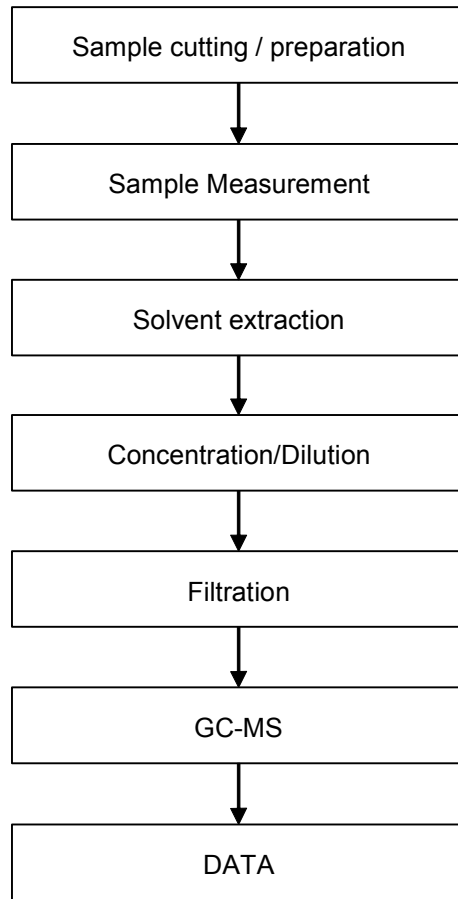 Sample cutting / preparation
Sample Measurement
Solvent extraction
Concentration/Dilution
Filtration
GC-MS
DATA